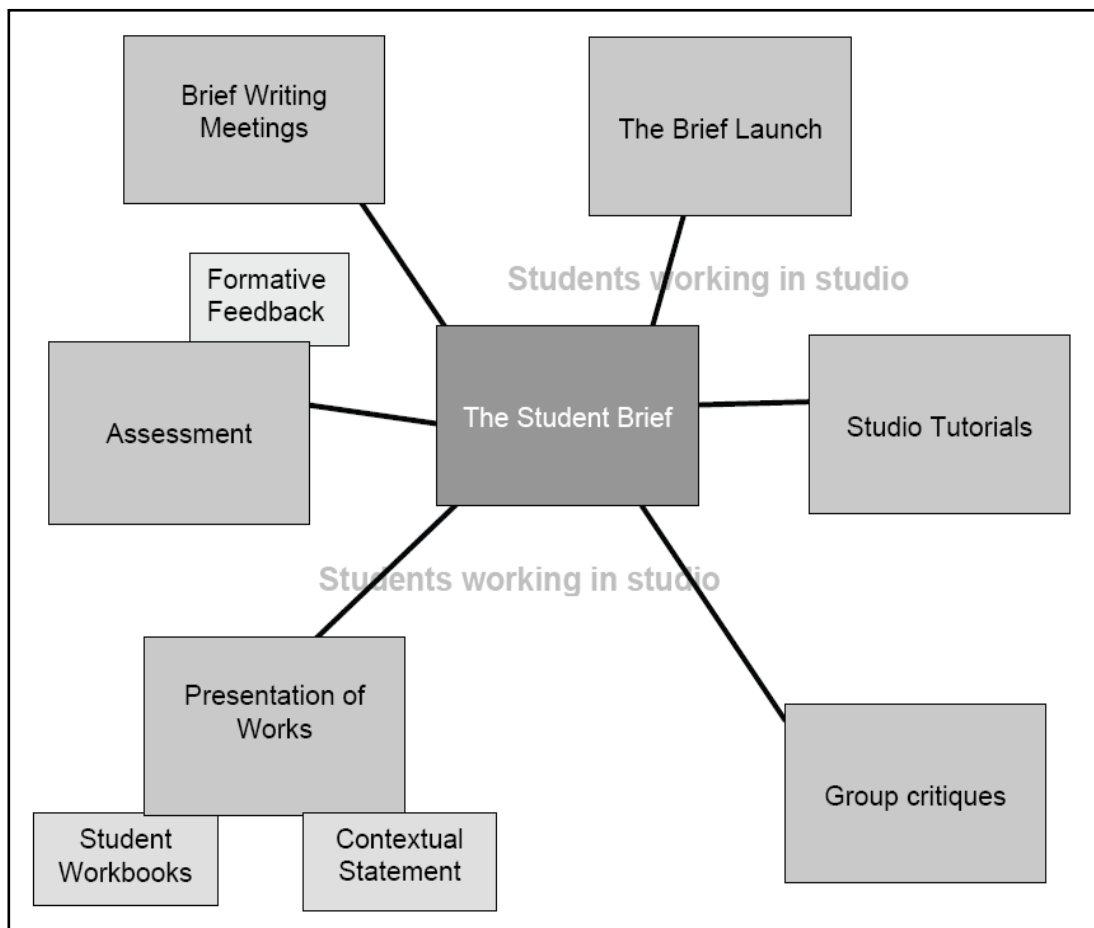 Brief Writing
Meetings
The Brief Launch
Formative
Feedback
Students working in studio
The Student Brief
Assessment
Studio Tutorials
Students working in studio
Presentation of
Works
Group critiques
Student
Workbooks
Contextual
Statement